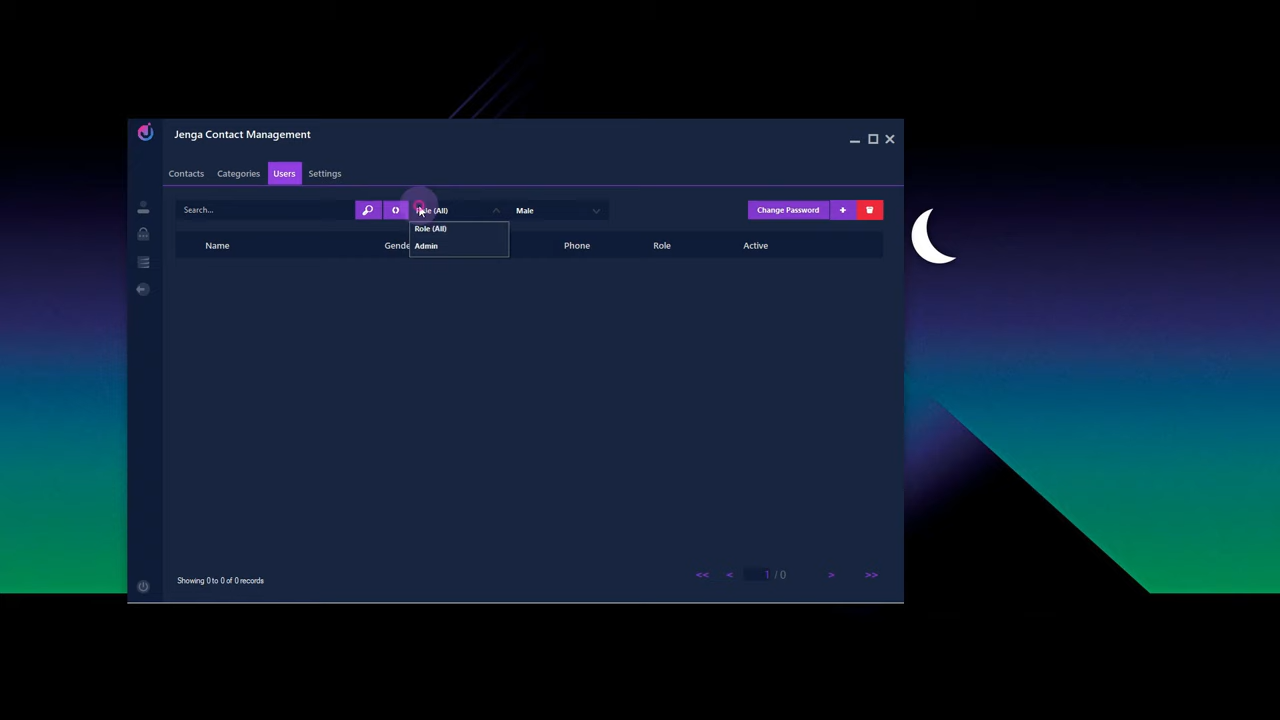 Jenga Contact Management
Contacts Categories Users Settings
Search... Role (All) Male Change Password +
Role (All)
Admin
Name Gende Phone Role Active
Showing 0 to 0 of 0 records
<< < 1 / 0 > >>